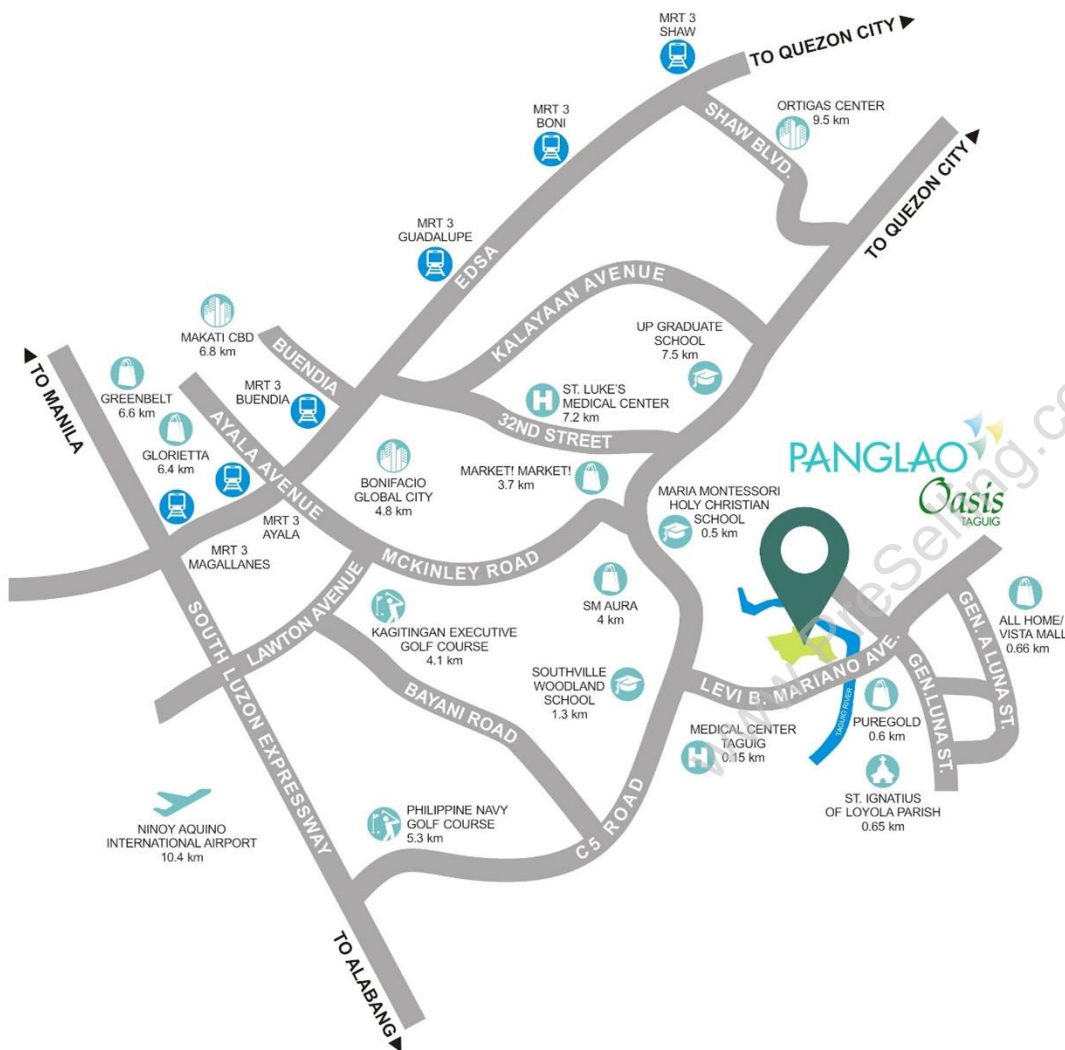 MRT 3
SHAW
TO QUEZON CITY
MRT 3
BONI
SHAW BLVD.
ORTIGAS CENTER
9.5 km
TO QUEZON CITY
MRT 3
GUADALUPE
EDSA
KALAYAAN AVENUE
MAKATI CBD
6.8 km
BUENDIA
UP GRADUATE
SCHOOL
7.5 km
TO MANILA
GREENBELT
6.6 km
MRT 3
BUENDIA
ST. LUKE'S
MEDICAL CENTER
7.2 km
32ND STREET
AYALA AVENUE
GLORIETTA
6.4 km
BONIFACIO
GLOBAL CITY
4.8 km
MARKET! MARKET!
3.7 km
PANGLAO
Oasis
TAGUIG
MARIA MONTESSORI
HOLY CHRISTIAN
SCHOOL
0.5 km
MRT 3
AYALA
MRT 3
MAGALLANES
MCKINLEY ROAD
LAWTON AVENUE
SM AURA
4 km
KAGITINGAN EXECUTIVE
GOLF COURSE
4.1 km
ALL HOME/
VISTA MALL
0.66 km
GEN. A LUNA ST.
GEN.LUNA ST.
LEVI B. MARIANO AVE.
SOUTHVILLE
WOODLAND
SCHOOL
1.3 km
BAYANI ROAD
SOUTH LUZON EXPRESSWAY
TAGUIG RIVER
PUREGOLD
0.6 km
MEDICAL CENTER
TAGUIG
0.15 km
ST. IGNATIUS
OF LOYOLA PARISH
0.65 km
C5 ROAD
PHILIPPINE NAVY
GOLF COURSE
5.3 km
NINOY AQUINO
INTERNATIONAL AIRPORT
10.4 km
TO ALABANG
www.PreSelling.co